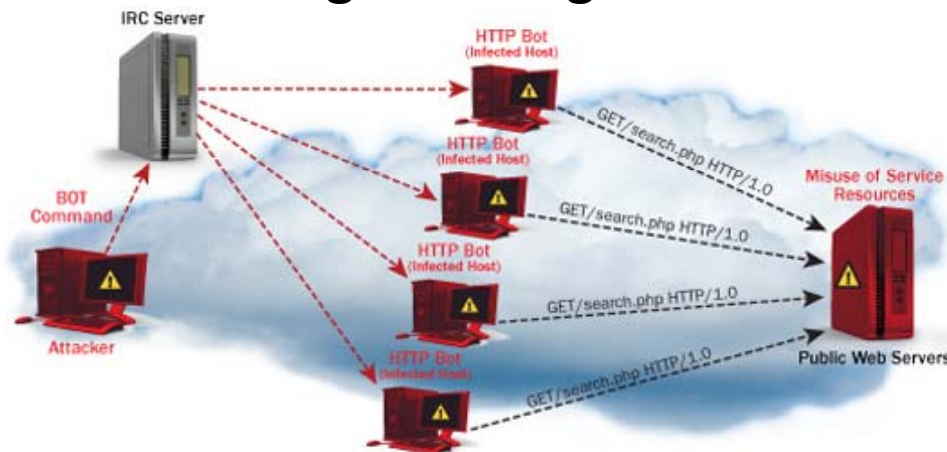 IRC Server
HTTP Bot
(Infected Host)
HTTP Bot
(Infected Host)
HTTP Bot
(Infected Host)
HTTP Bot
(Infected Host)
BOT
Command
Attacker
GET/search.php HTTP/1.0
GET/search.php HTTP/1.0
GET/search.php HTTP/1.0
GET/search.php HTTP/1.0
Misuse of Service
Resources
Public Web Servers